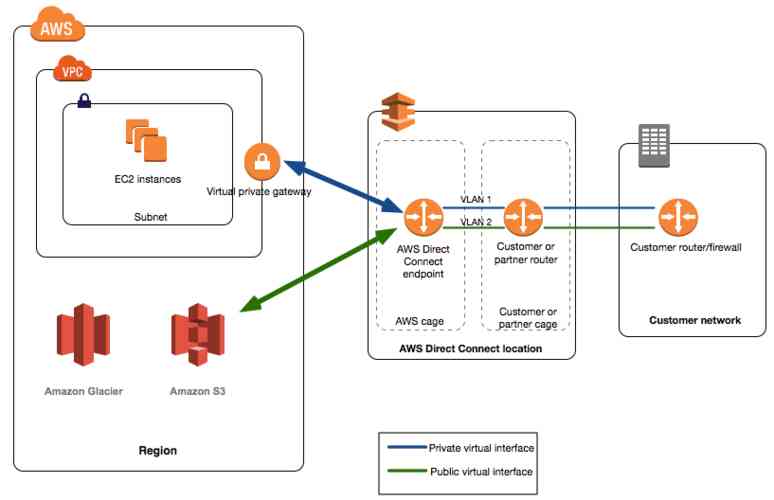 AWS
VPC
EC2 instances
Virtual private gateway
Subnet
Amazon Glacier
Amazon S3
Region
VLAN 1
VLAN 2
AWS Direct
Connect
endpoint
Customer or
partner router
AWS cage
Customer or
partner cage
AWS Direct Connect location
Customer router/firewall
Customer network
Private virtual interface
Public virtual interface